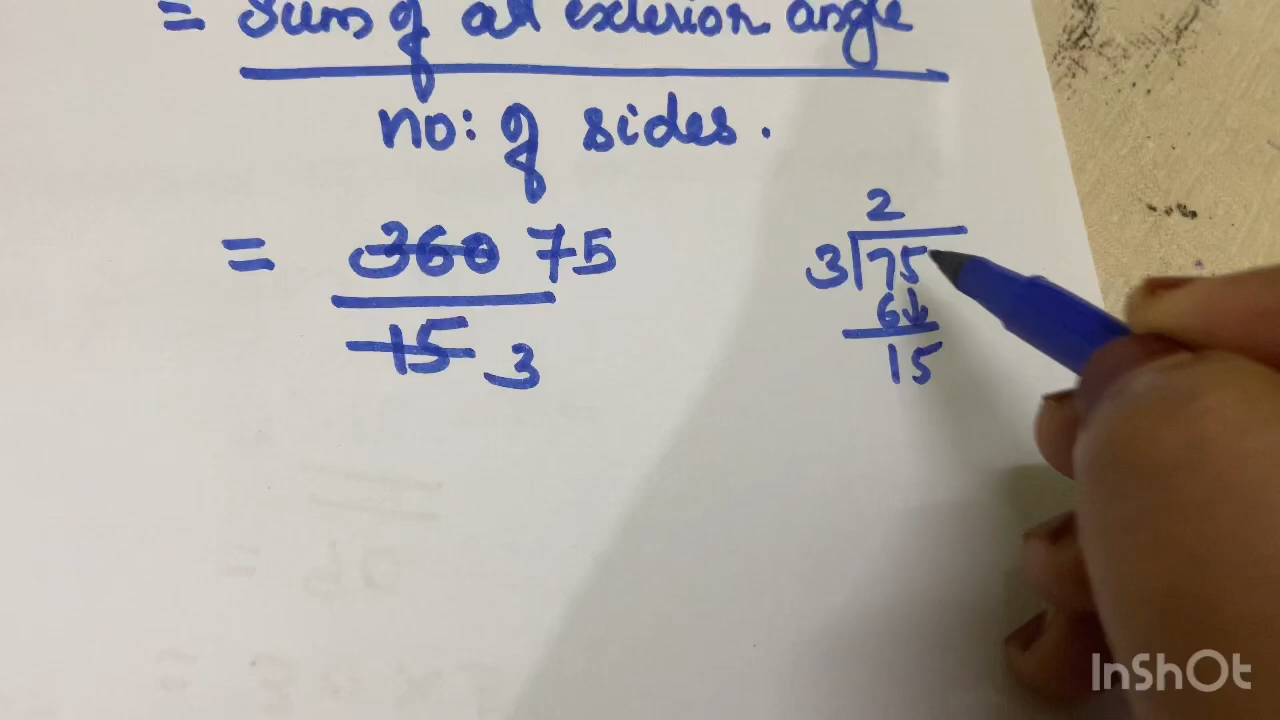 = Sum of all exterior angle
no: of sides.
= 360 75
15 3
2
3 75
6
15
InShOt